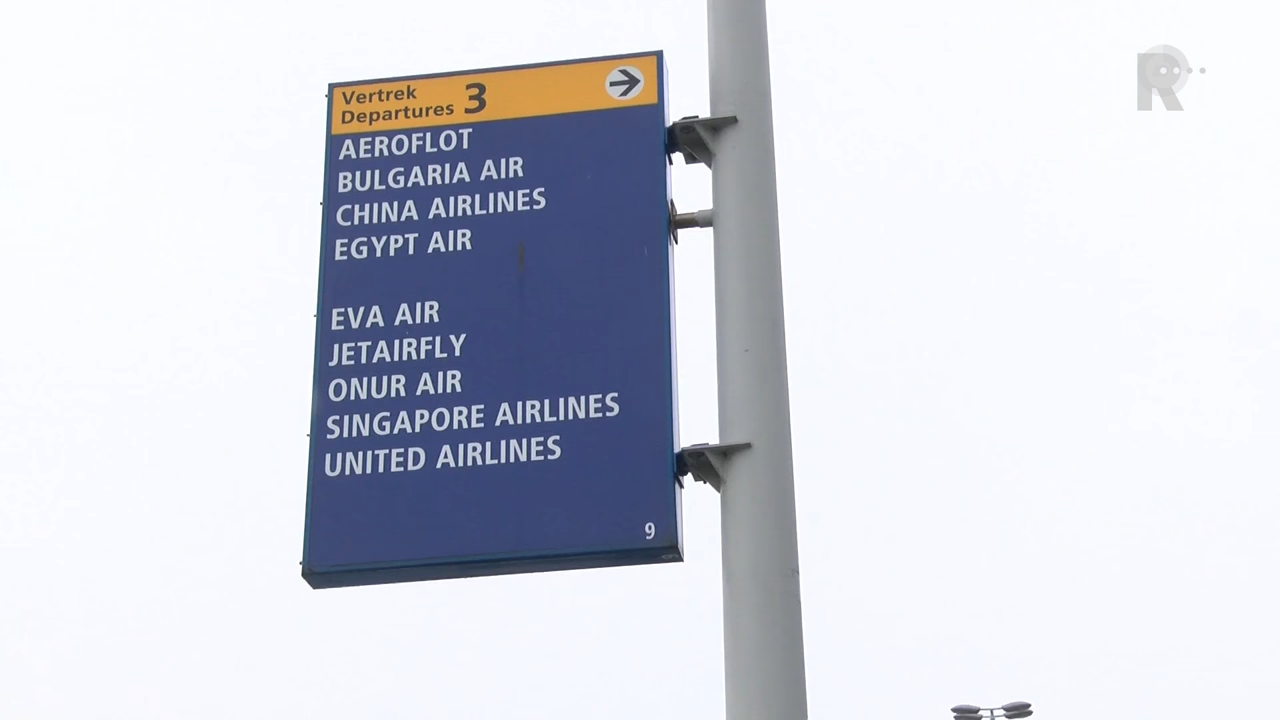 Vertrek
Departures 3
AEROFLOT
BULGARIA AIR
CHINA AIRLINES
EGYPT AIR
EVA AIR
JETAIRFLY
ONUR AIR
SINGAPORE AIRLINES
UNITED AIRLINES
9
R